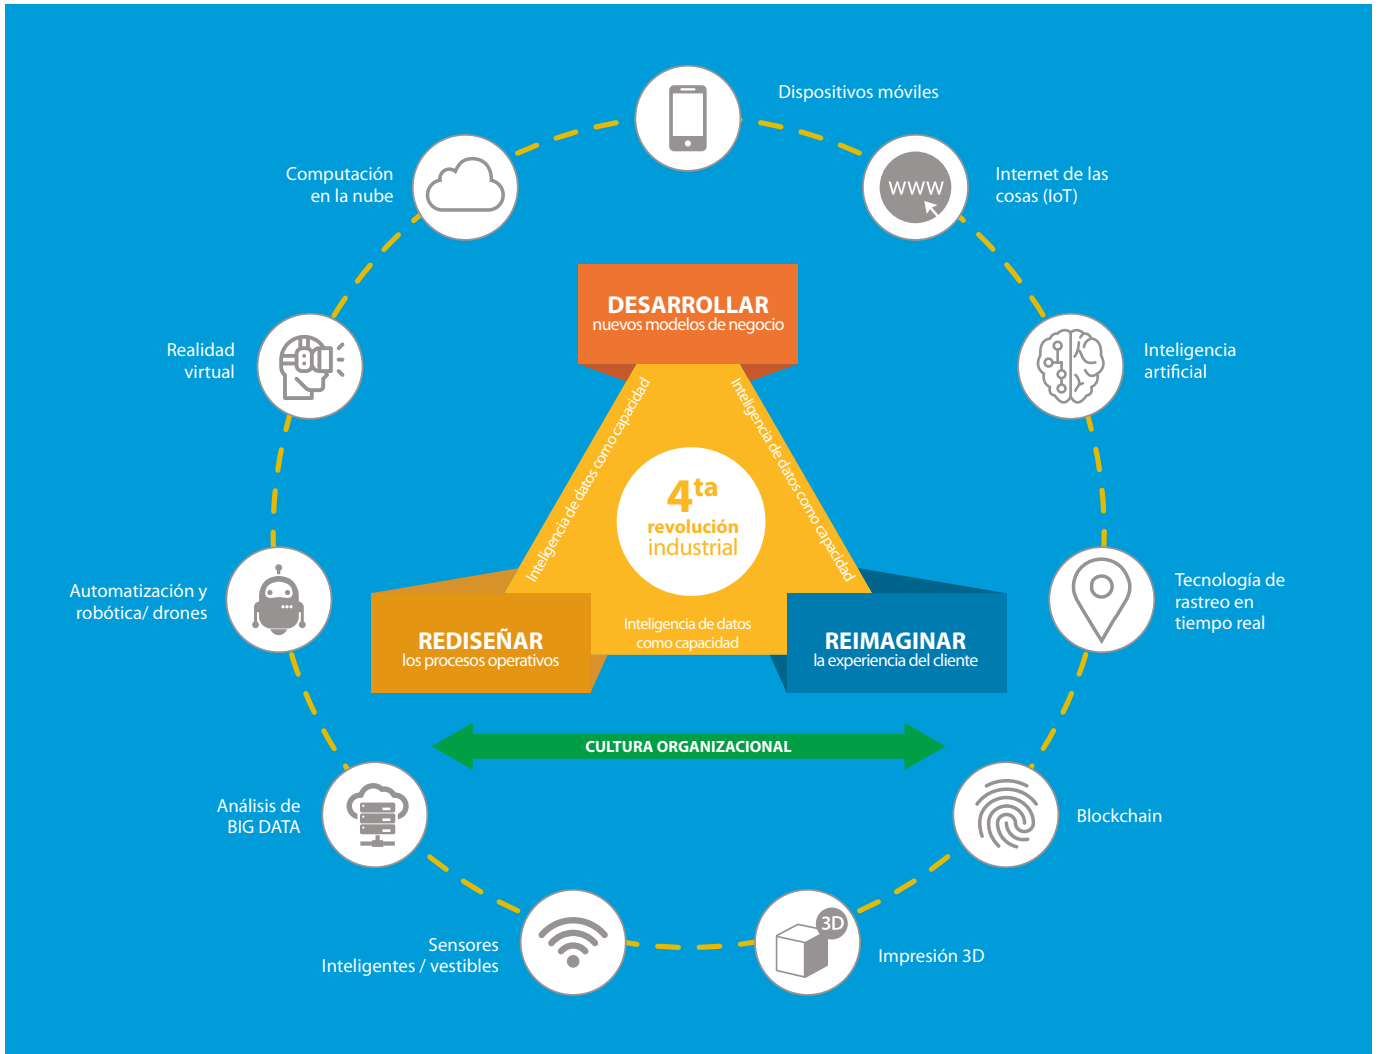 Dispositivos móviles
Computación
en la nube
WWW
Internet de las
cosas (IoT)
DESARROLLAR
nuevos modelos de negocio
Realidad
virtual
Inteligencia
artificial
Inteligencia de datos como capacidad
Inteligencia de datos como capacidad
4ta
revolución
industrial
Automatización y
robótica/ drones
Tecnología de
rastreo en
tiempo real
Inteligencia de datos
como capacidad
REDISEÑAR
los procesos operativos
REIMAGINAR
la experiencia del cliente
CULTURA ORGANIZACIONAL
Análisis de
BIG DATA
Blockchain
Sensores
Inteligentes / vestibles
3D
Impresión 3D